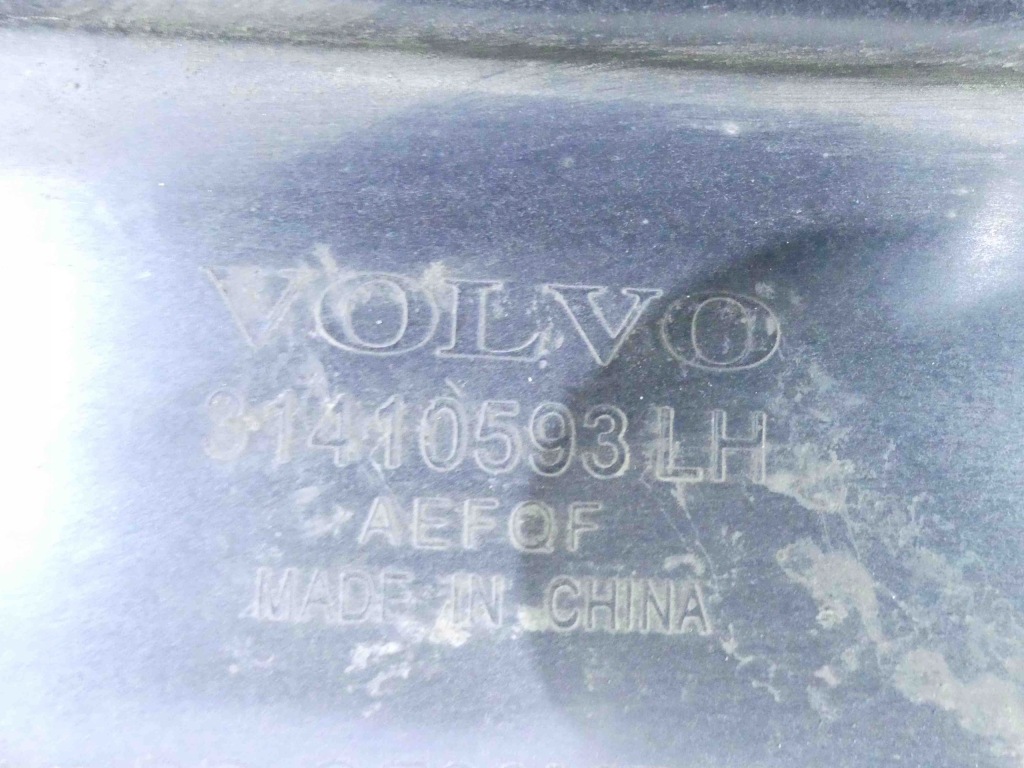 VOLVO
31410593 LH
AEFQF
MADE IN CHINA